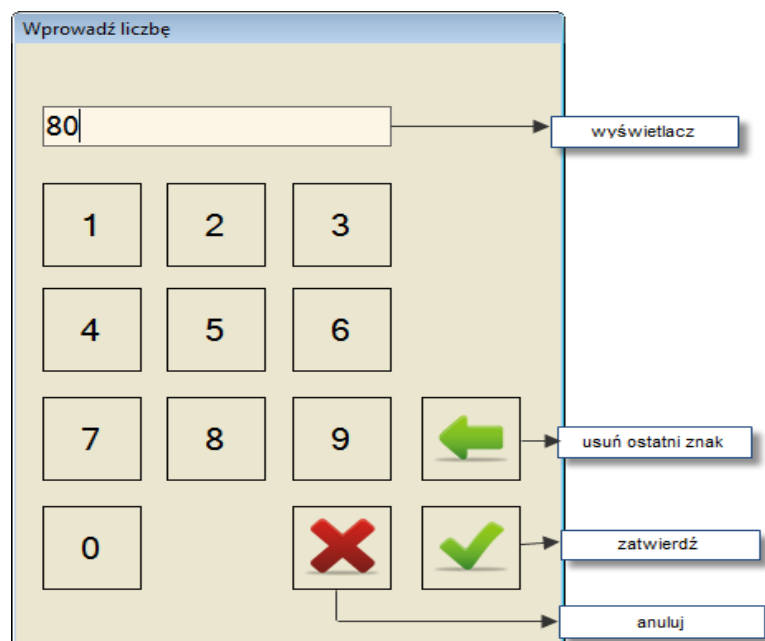 Wprowadź liczbę
80
wyświetlacz
1 2 3
4 5 6
7 8 9
usuń ostatni znak
0
zatwierdź
anuluj